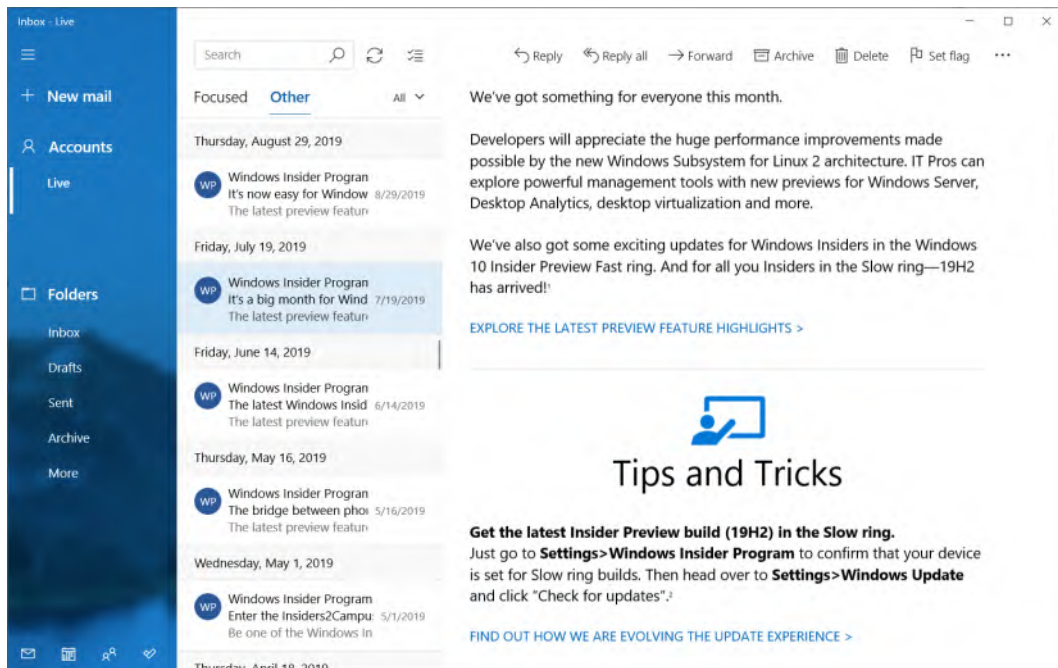 Inbox - Live
New mail
Accounts
Live
Folders
Inbox
Drafts
Sent
Archive
More
Search
Focused Other All
Thursday, August 29, 2019
WP
Windows Insider Progran
It's now easy for Window 8/29/2019
The latest preview feature
Friday, July 19, 2019
WP
Windows Insider Progran
It's a big month for Wind 7/19/2019
The latest preview featur
Friday, June 14, 2019
WP
Windows Insider Progran
The latest Windows Insid 6/14/2019
The latest preview featur
Thursday, May 16, 2019
WP
Windows Insider Progran
The bridge between pho 5/16/2019
The latest preview feature
Wednesday, May 1, 2019
WP
Windows Insider Program
Enter the Insiders2Campu 5/1/2019
Be one of the Windows In
Thursday, April 18, 2019
Reply Reply all Forward Archive Delete Set flag ...
We've got something for everyone this month.
Developers will appreciate the huge performance improvements made
possible by the new Windows Subsystem for Linux 2 architecture. IT Pros can
explore powerful management tools with new previews for Windows Server,
Desktop Analytics, desktop virtualization and more.
We've also got some exciting updates for Windows Insiders in the Windows
10 Insider Preview Fast ring. And for all you Insiders in the Slow ring—19H2
has arrived!¹
EXPLORE THE LATEST PREVIEW FEATURE HIGHLIGHTS >
Tips and Tricks
Get the latest Insider Preview build (19H2) in the Slow ring.
Just go to Settings>Windows Insider Program to confirm that your device
is set for Slow ring builds. Then head over to Settings>Windows Update
and click "Check for updates".²
FIND OUT HOW WE ARE EVOLVING THE UPDATE EXPERIENCE >